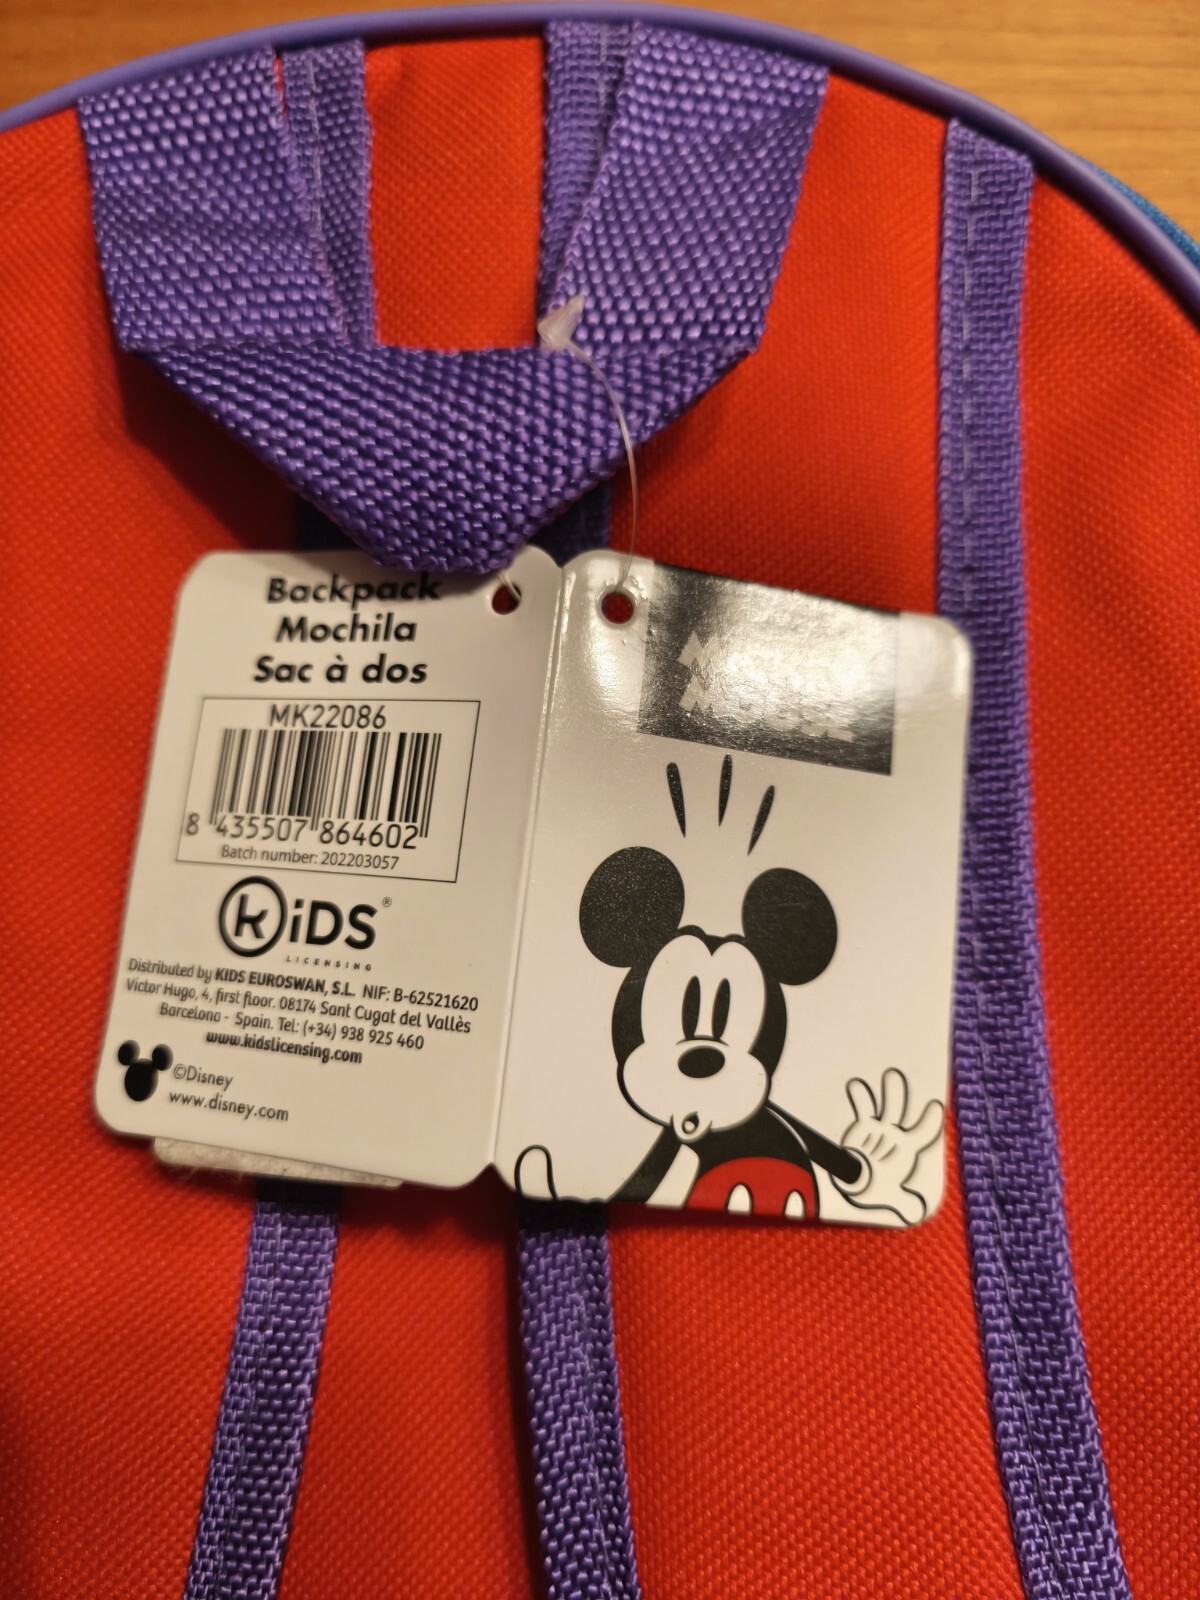 Backpack
Mochila
Sac à dos
MK22086
8 435507 864602
Batch number: 202203057
kiDS®
LICENSING
Distributed by KIDS EUROSWAN, S.L. NIF: B-62521620
Victor Hugo, 4, first floor. 08174 Sant Cugat del Vallès
Barcelona - Spain. Tel: (+34) 938 925 460
www.kidslicensing.com
©Disney
www.disney.com
MOUSE